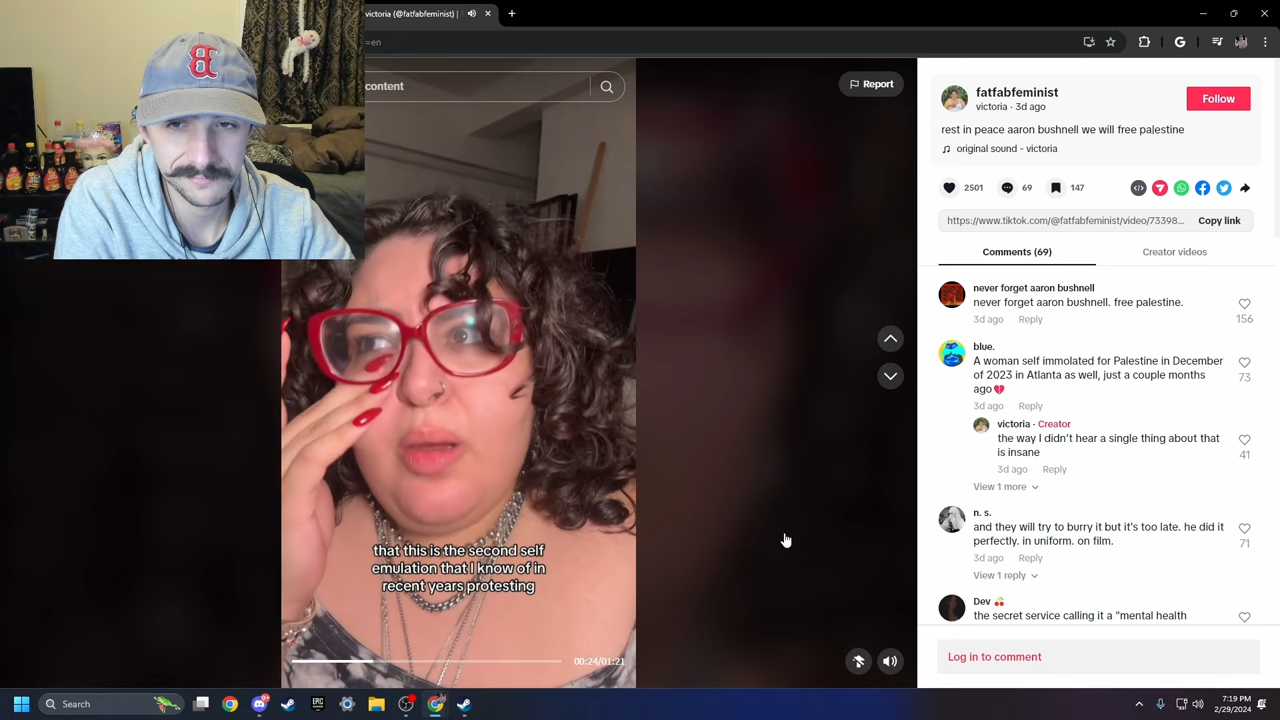 victoria (@fatfabfeminist) |
=en
content
Report
that this is the second self
emulation that I know of in
recent years protesting
00:24/01:21
fatfabfeminist
victoria · 3d ago
Follow
rest in peace aaron bushnell we will free palestine
original sound - victoria
2501
69
147
https://www.tiktok.com/@fatfabfeminist/video/73398...
Copy link
Comments (69)
Creator videos
never forget aaron bushnell
never forget aaron bushnell. free palestine.
3d ago Reply
156
blue.
A woman self immolated for Palestine in December
of 2023 in Atlanta as well, just a couple months
ago💔
3d ago Reply
73
victoria · Creator
the way I didn't hear a single thing about that
is insane
3d ago Reply
41
View 1 more
n. s.
and they will try to burry it but it's too late. he did it
perfectly. in uniform. on film.
3d ago Reply
71
View 1 reply
Dev 🍒
the secret service calling it a "mental health
Log in to comment
Search
EPIC
7:19 PM
2/29/2024